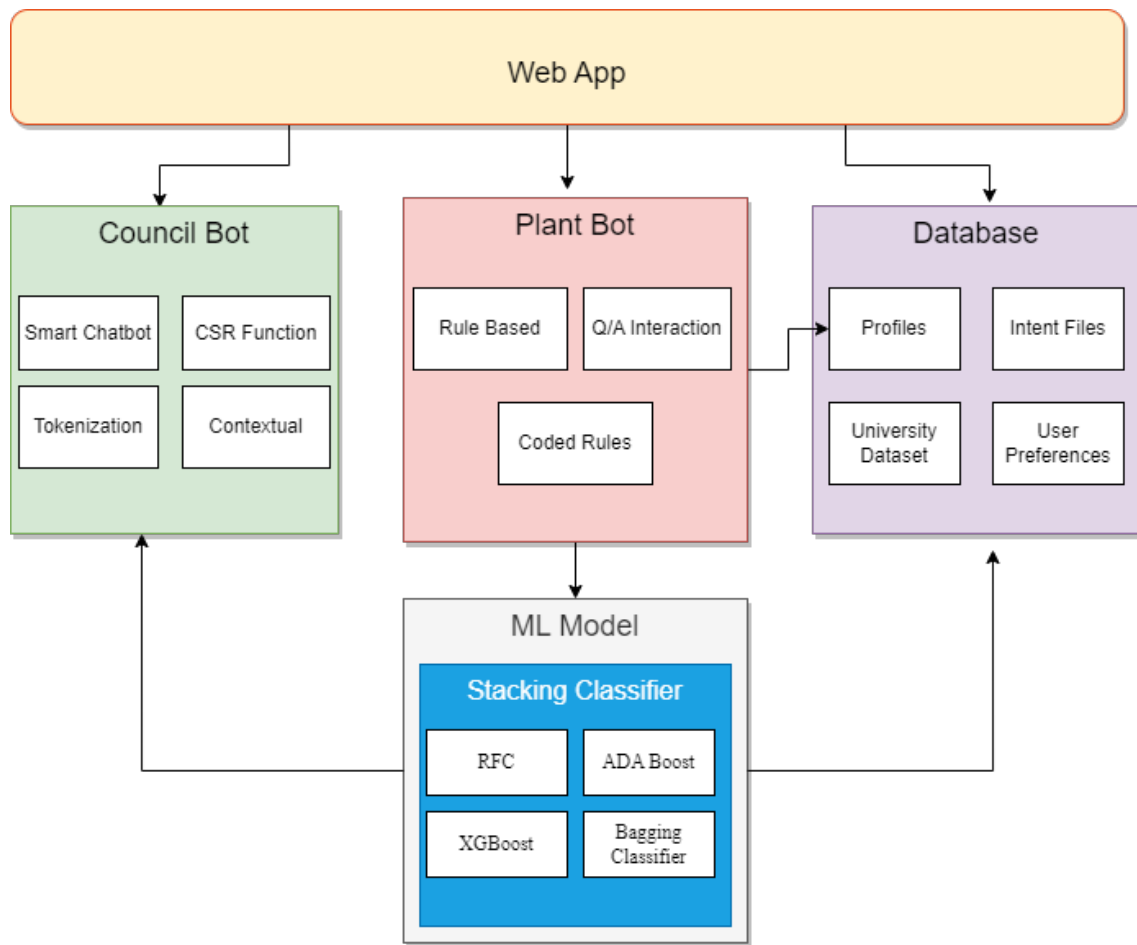 Web App
Council Bot
Smart Chatbot
CSR Function
Tokenization
Contextual
Plant Bot
Rule Based
Q/A Interaction
Coded Rules
Database
Profiles
Intent Files
University
Dataset
User
Preferences
ML Model
Stacking Classifier
RFC
ADA Boost
XGBoost
Bagging
Classifier